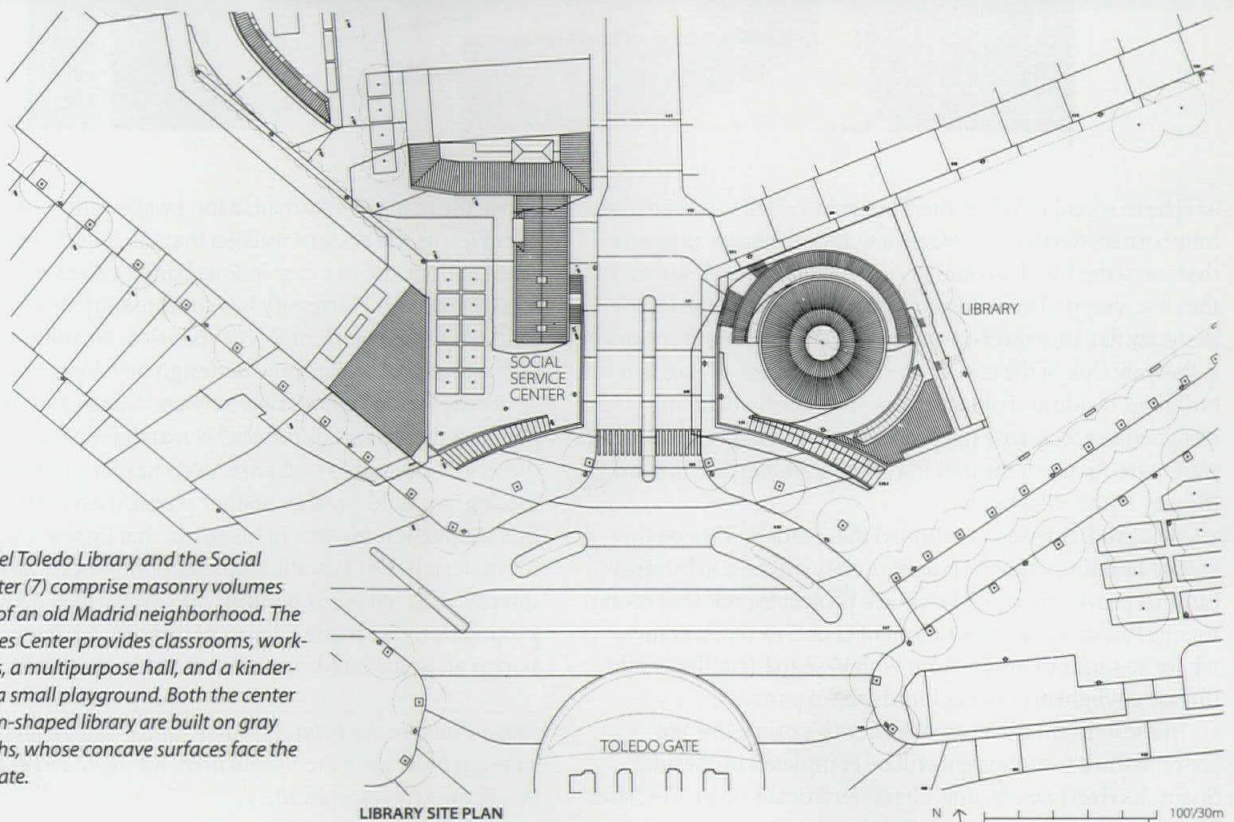 LIBRARY
SOCIAL
SERVICE
CENTER
el Toledo Library and the Social
ter (7) comprise masonry volumes
of an old Madrid neighborhood. The
es Center provides classrooms, work-
s, a multipurpose hall, and a kinder-
a small playground. Both the center
n-shaped library are built on gray
hs, whose concave surfaces face the
ate.
TOLEDO GATE
LIBRARY SITE PLAN
N 100'/30m